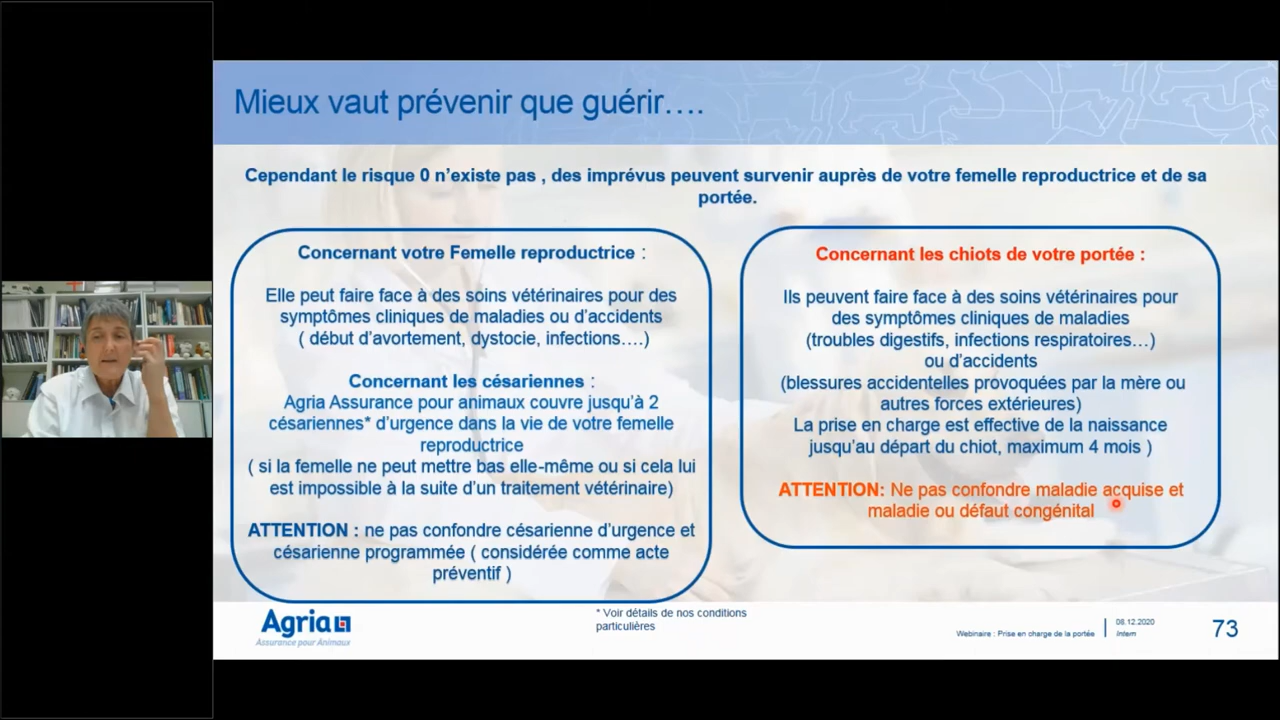 Mieux vaut prévenir que guérir….
Cependant le risque 0 n'existe pas , des imprévus peuvent survenir auprès de votre femelle reproductrice et de sa
portée.
Concernant votre Femelle reproductrice :
Elle peut faire face à des soins vétérinaires pour des
symptômes cliniques de maladies ou d'accidents
( début d'avortement, dystocie, infections….)
Concernant les césariennes :
Agria Assurance pour animaux couvre jusqu'à 2
césariennes* d'urgence dans la vie de votre femelle
reproductrice
( si la femelle ne peut mettre bas elle-même ou si cela lui
est impossible à la suite d'un traitement vétérinaire)
ATTENTION : ne pas confondre césarienne d'urgence et
césarienne programmée ( considérée comme acte
préventif )
Concernant les chiots de votre portée :
Ils peuvent faire face à des soins vétérinaires pour
des symptômes cliniques de maladies
(troubles digestifs, infections respiratoires…)
ou d'accidents
(blessures accidentelles provoquées par la mère ou
autres forces extérieures)
La prise en charge est effective de la naissance
jusqu'au départ du chiot, maximum 4 mois )
ATTENTION: Ne pas confondre maladie acquise et
maladie ou défaut congénital
Agria
Assurance pour Animaux
* Voir détails de nos conditions
particulières
Webinaire : Prise en charge de la portée
08.12.2020
Intern
73